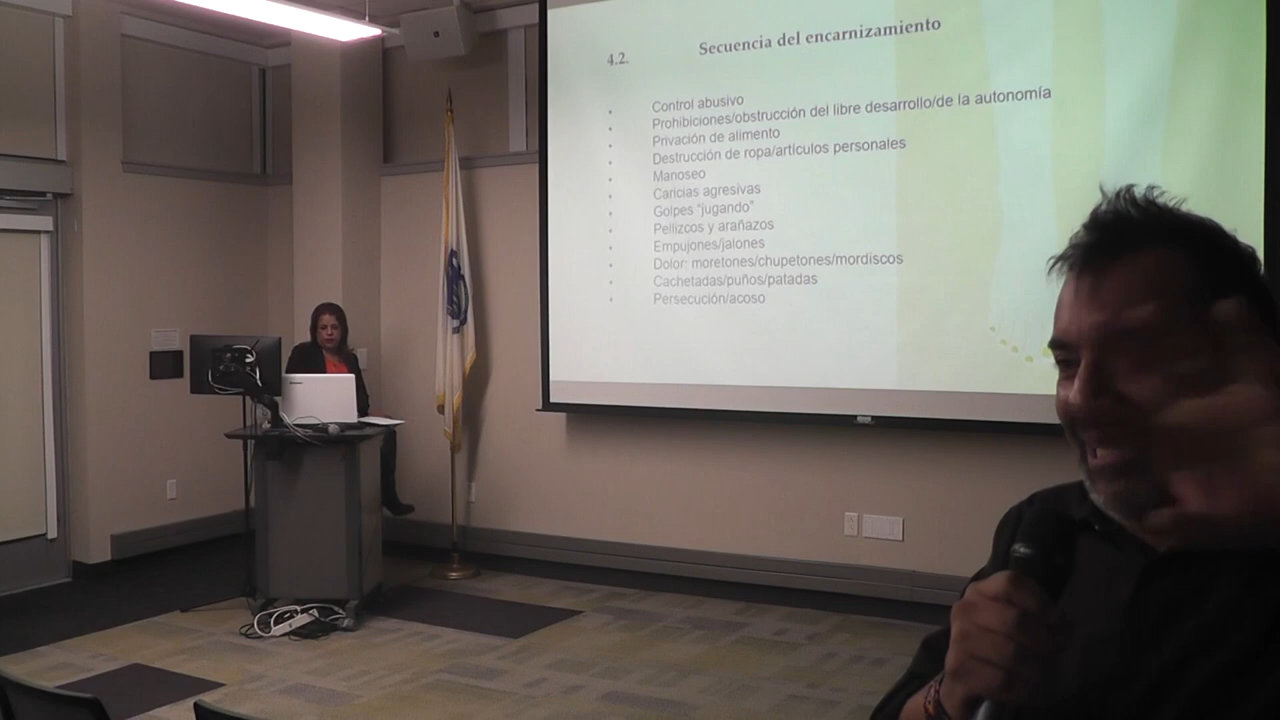 4.2. Secuencia del encarnizamiento
• Control abusivo
• Prohibiciones/obstrucción del libre desarrollo/de la autonomía
• Privación de alimento
• Destrucción de ropa/artículos personales
• Manoseo
• Caricias agresivas
• Golpes "jugando"
• Pellizcos y arañazos
• Empujones/jalones
• Dolor: moretones/chupetones/mordiscos
• Cachetadas/puños/patadas
• Persecución/acoso